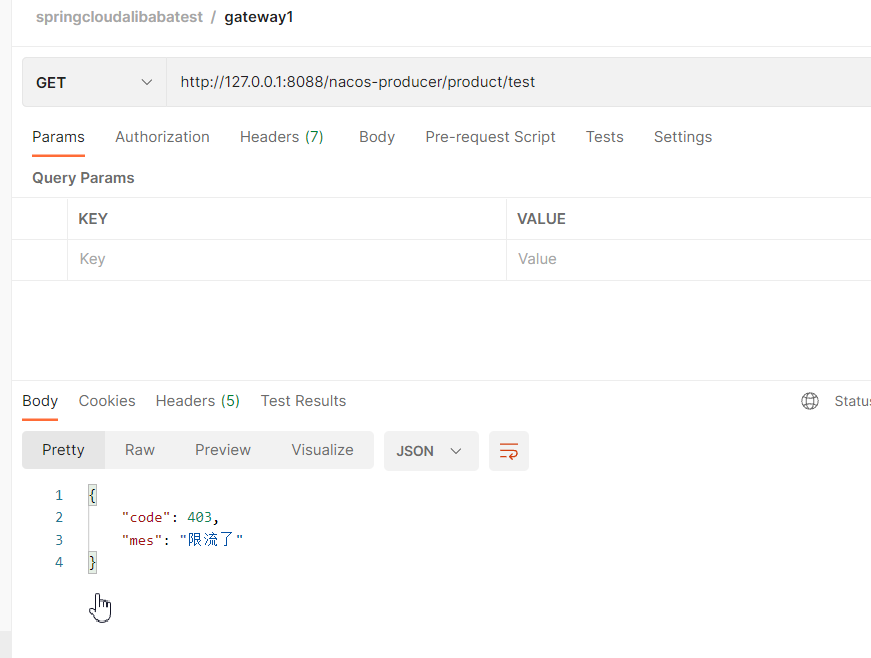 springcloudalibabatest / gateway1
GET http://127.0.0.1:8088/nacos-producer/product/test
Params Authorization Headers (7) Body Pre-request Script Tests Settings
Query Params
KEY VALUE
Key Value
Body Cookies Headers (5) Test Results Status
Pretty Raw Preview Visualize JSON
1 {
2 "code": 403,
3 "mes": "限流了"
4 }